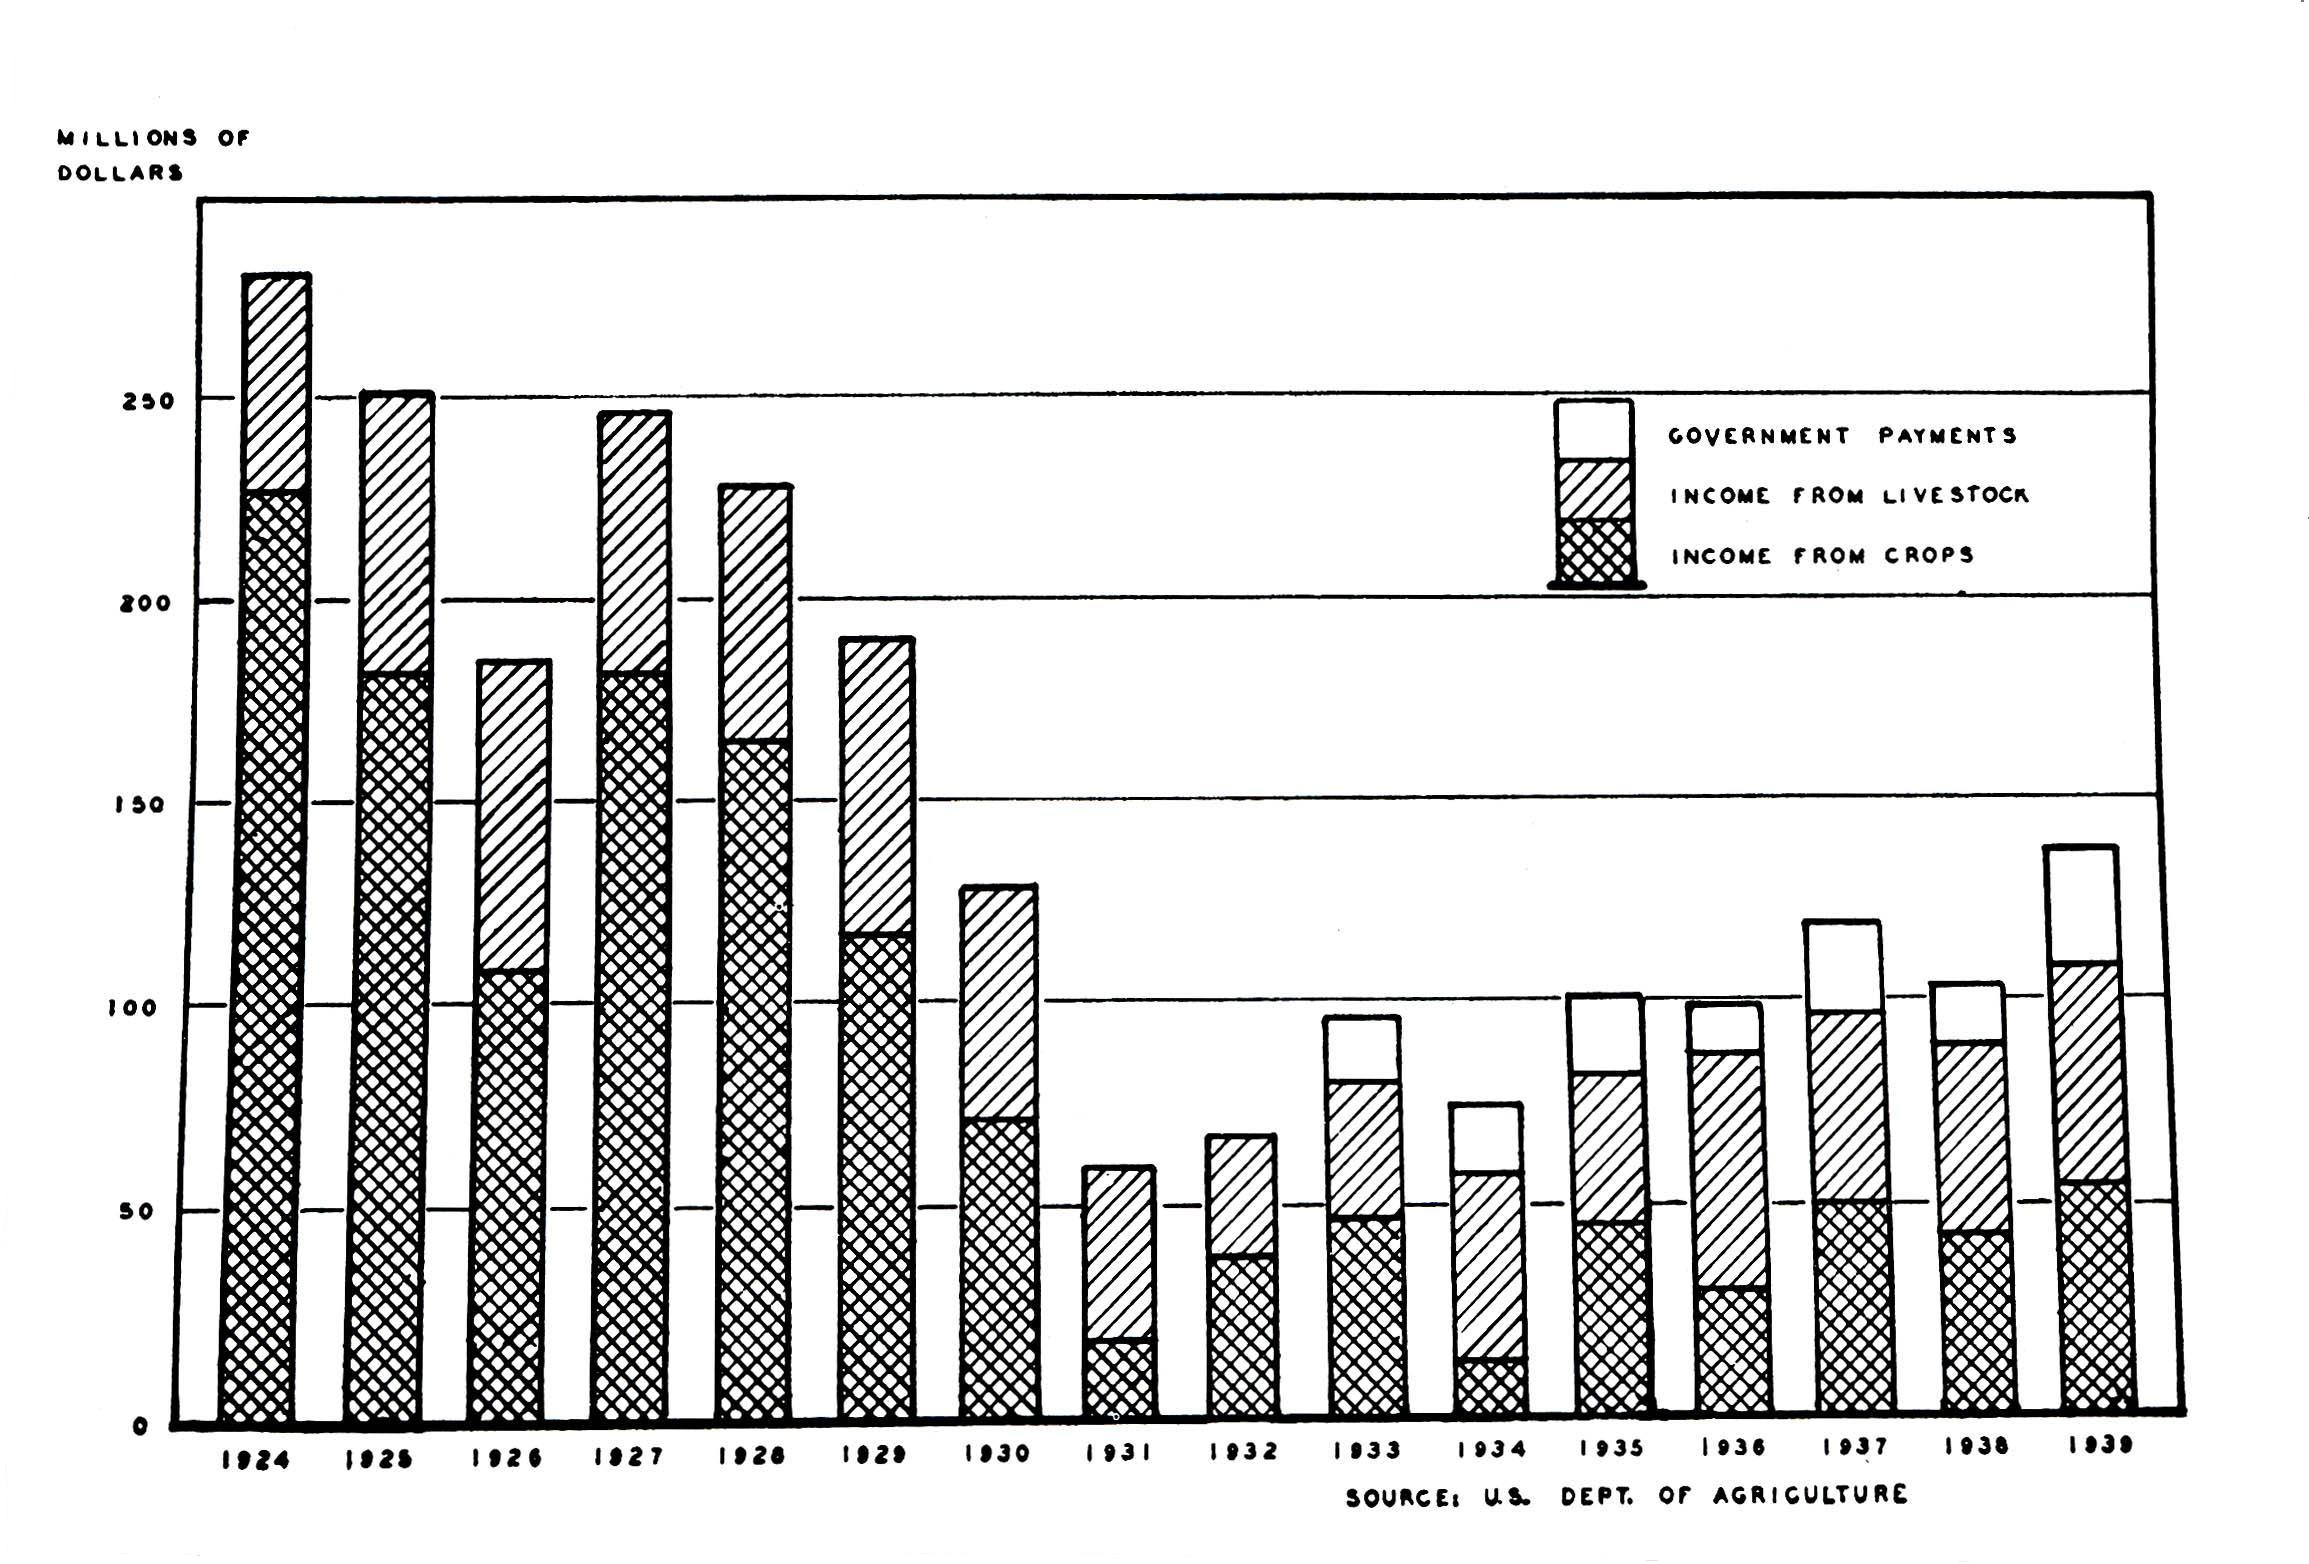 MILLIONS OF
DOLLARS
250
200
150
100
50
0
GOVERNMENT PAYMENTS
INCOME FROM LIVESTOCK
INCOME FROM CROPS
1924 1925 1926 1927 1928 1929 1930 1931 1932 1933 1934 1935 1936 1937 1938 1939
SOURCE: U.S. DEPT. OF AGRICULTURE